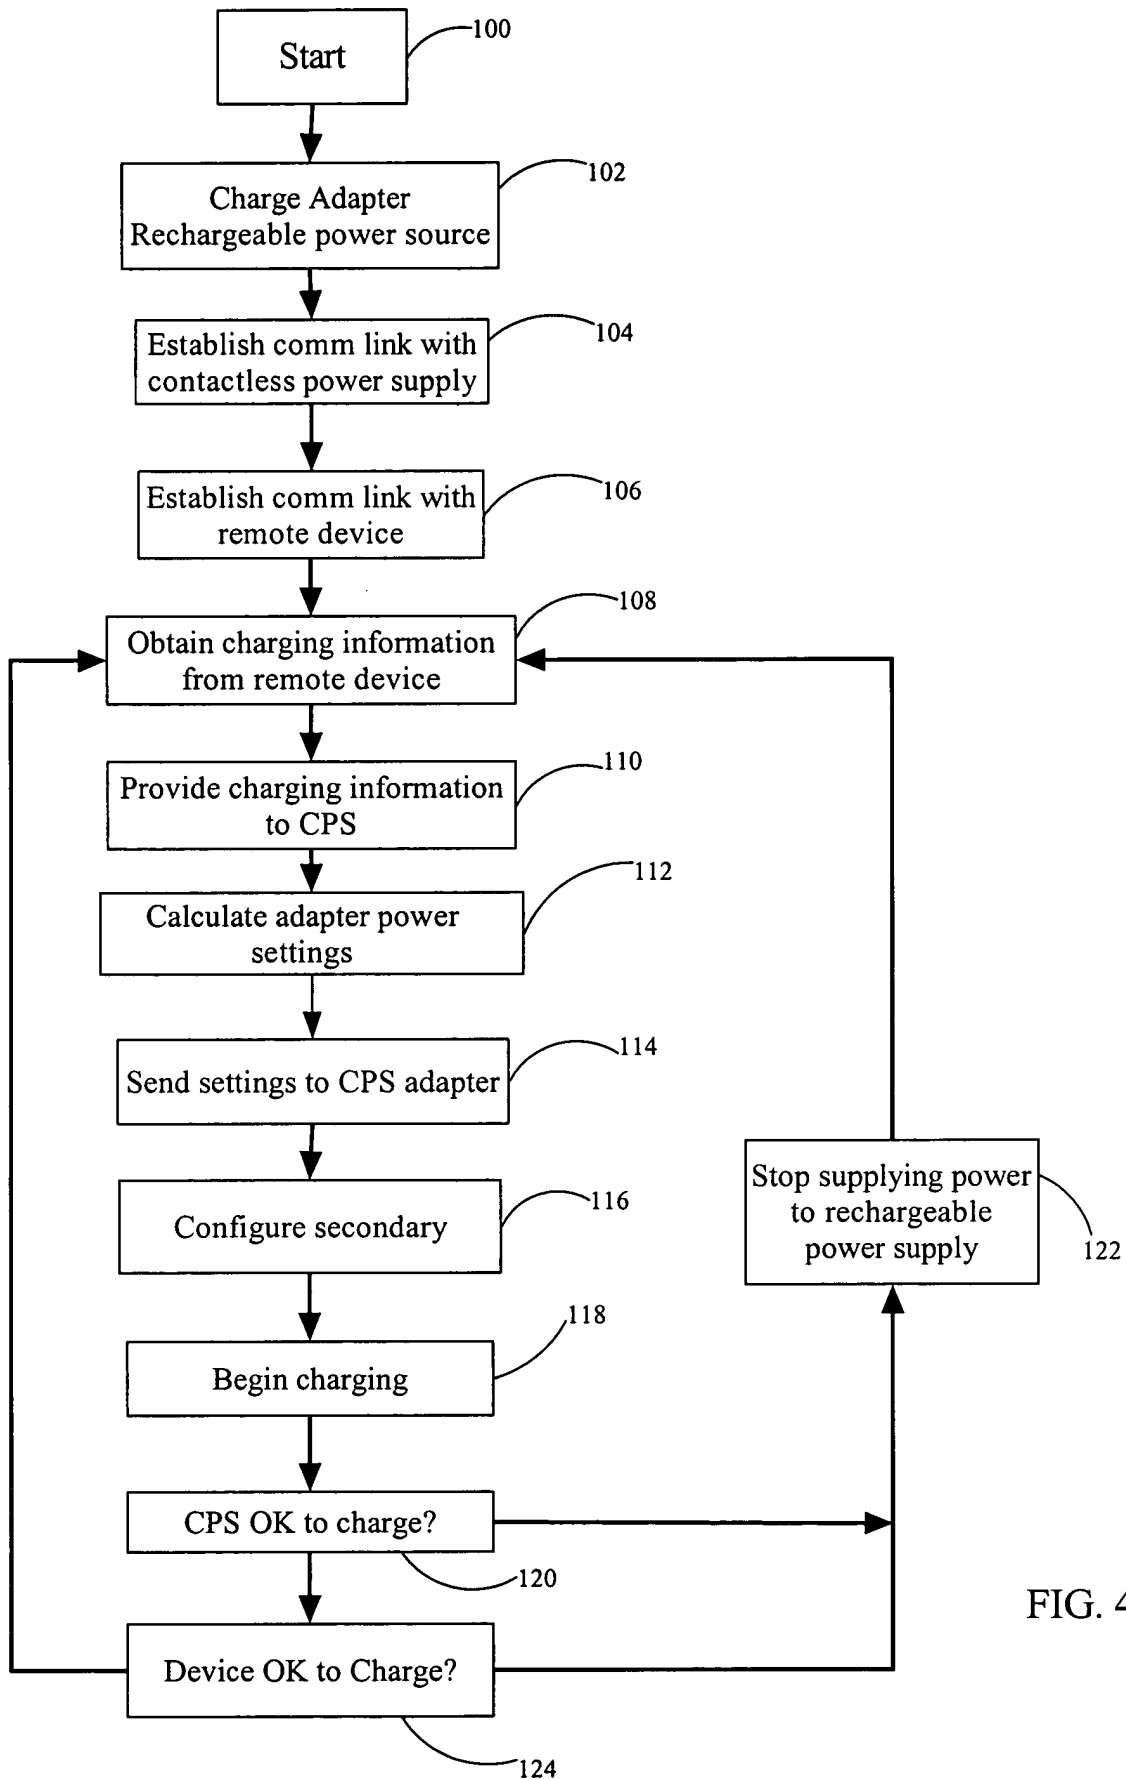 Start
100
Charge Adapter
Rechargeable power source
102
Establish comm link with
contactless power supply
104
Establish comm link with
remote device
106
Obtain charging information
from remote device
108
Provide charging information
to CPS
110
Calculate adapter power
settings
112
Send settings to CPS adapter
114
Configure secondary
116
Stop supplying power
to rechargeable
power supply
122
Begin charging
118
CPS OK to charge?
120
Device OK to Charge?
124
FIG. 4